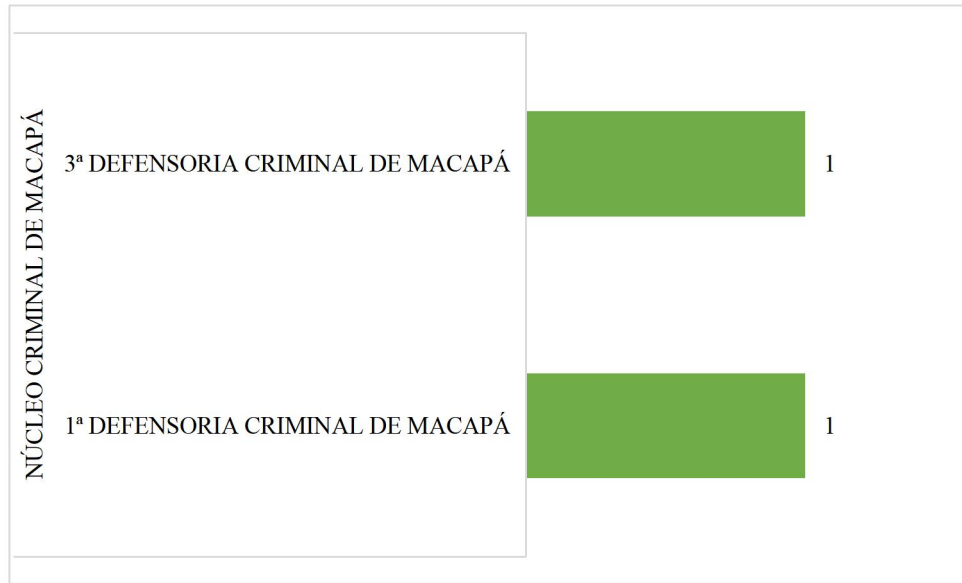 NÚCLEO CRIMINAL DE MACAPÁ
3ª DEFENSORIA CRIMINAL DE MACAPÁ
1
1ª DEFENSORIA CRIMINAL DE MACAPÁ
1